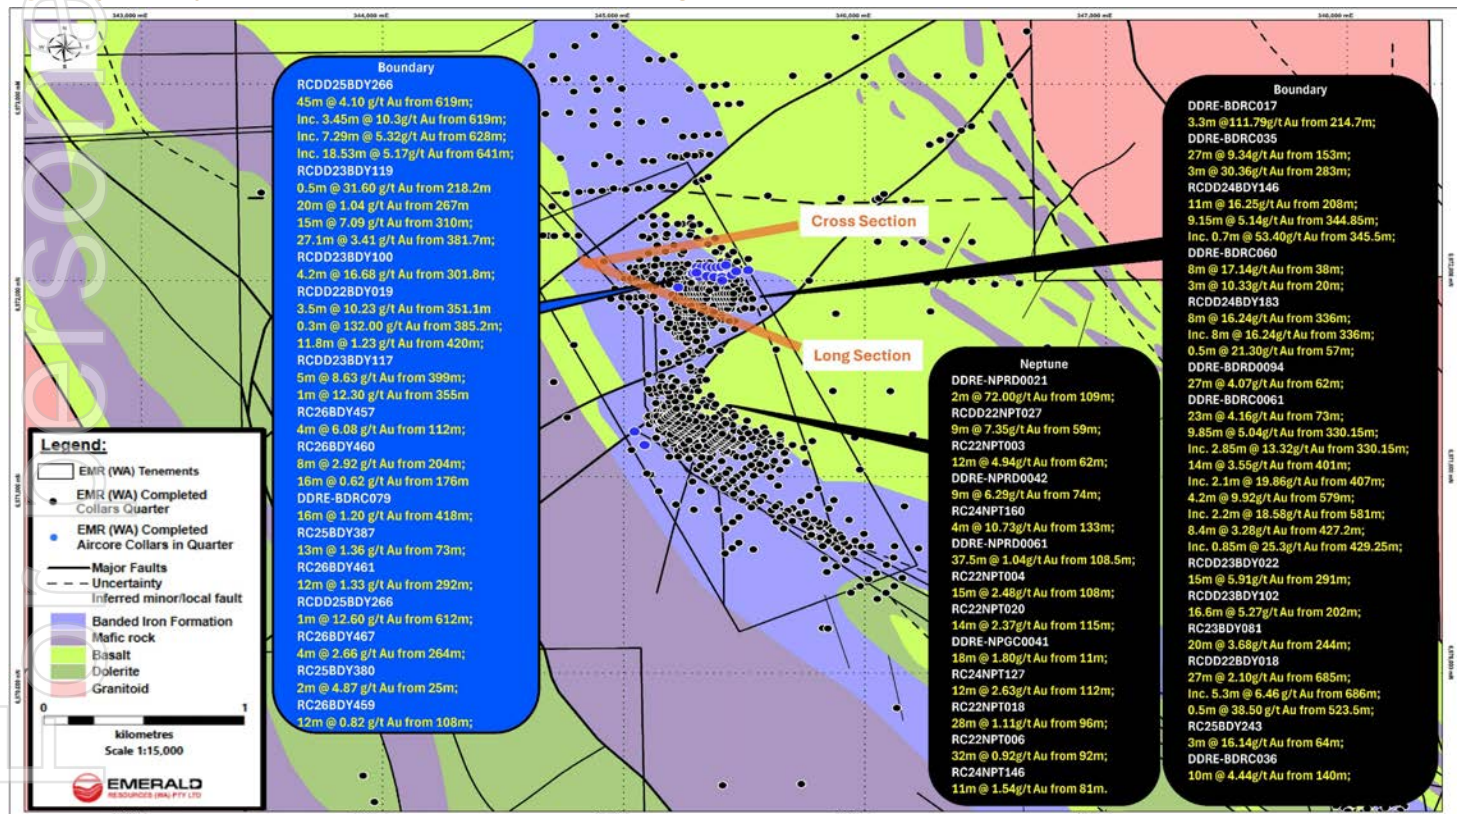 343,000 mE
344,000 mE
345,000 mE
346,000 mE
347,000 mE
348,000 mE
N
Boundary
RCDD25BDY266
45m @ 4.10 g/t Au from 619m;
Inc. 3.45m @ 10.3g/t Au from 619m;
Inc. 7.29m @ 5.32g/t Au from 628m;
Inc. 18.53m @ 5.17g/t Au from 641m;
RCDD23BDY119
0.5m @ 31.60 g/t Au from 218.2m
20m @ 1.04 g/t Au from 267m
15m @ 7.09 g/t Au from 310m;
27.1m @ 3.41 g/t Au from 381.7m;
RCDD23BDY100
4.2m @ 16.68 g/t Au from 301.8m;
RCDD22BDY019
3.5m @ 10.23 g/t Au from 351.1m
0.3m @ 132.00 g/t Au from 385.2m;
11.8m @ 1.23 g/t Au from 420m;
RCDD23BDY117
5m @ 8.63 g/t Au from 399m;
1m @ 12.30 g/t Au from 355m
RC26BDY457
4m @ 6.08 g/t Au from 112m;
RC26BDY460
8m @ 2.92 g/t Au from 204m;
16m @ 0.62 g/t Au from 176m
DDRE-BDRC079
16m @ 1.20 g/t Au from 418m;
RC25BDY387
13m @ 1.36 g/t Au from 73m;
RC26BDY461
12m @ 1.33 g/t Au from 292m;
RCDD25BDY266
1m @ 12.60 g/t Au from 612m;
RC26BDY467
4m @ 2.66 g/t Au from 264m;
RC25BDY380
2m @ 4.87 g/t Au from 25m;
RC26BDY459
12m @ 0.82 g/t Au from 108m;
Cross Section
Long Section
Neptune
DDRE-NPRD0021
2m @ 72.00g/t Au from 109m;
RCDD22NPT027
9m @ 7.35g/t Au from 59m;
RC22NPT003
12m @ 4.94g/t Au from 62m;
DDRE-NPRD0042
9m @ 6.29g/t Au from 74m;
RC24NPT160
4m @ 10.73g/t Au from 133m;
DDRE-NPRD0061
37.5m @ 1.04g/t Au from 108.5m;
RC22NPT004
15m @ 2.48g/t Au from 108m;
RC22NPT020
14m @ 2.37g/t Au from 115m;
DDRE-NPGC0041
18m @ 1.80g/t Au from 11m;
RC24NPT127
12m @ 2.63g/t Au from 112m;
RC22NPT018
28m @ 1.11g/t Au from 96m;
RC22NPT006
32m @ 0.92g/t Au from 92m;
RC24NPT146
11m @ 1.54g/t Au from 81m.
Boundary
DDRE-BDRC017
3.3m @111.79g/t Au from 214.7m;
DDRE-BDRC035
27m @ 9.34g/t Au from 153m;
3m @ 30.36g/t Au from 283m;
RCDD24BDY146
11m @ 16.25g/t Au from 208m;
9.15m @ 5.14g/t Au from 344.85m;
Inc. 0.7m @ 53.40g/t Au from 345.5m;
DDRE-BDRC060
8m @ 17.14g/t Au from 38m;
3m @ 10.33g/t Au from 20m;
RCDD24BDY183
8m @ 16.24g/t Au from 336m;
Inc. 8m @ 16.24g/t Au from 336m;
0.5m @ 21.30g/t Au from 57m;
DDRE-BDRD0094
27m @ 4.07g/t Au from 62m;
DDRE-BDRC0061
23m @ 4.16g/t Au from 73m;
9.85m @ 5.04g/t Au from 330.15m;
Inc. 2.85m @ 13.32g/t Au from 330.15m;
14m @ 3.55g/t Au from 401m;
Inc. 2.1m @ 19.86g/t Au from 407m;
4.2m @ 9.92g/t Au from 579m;
Inc. 2.2m @ 18.58g/t Au from 581m;
8.4m @ 3.28g/t Au from 427.2m;
Inc. 0.85m @ 25.3g/t Au from 429.25m;
RCDD23BDY022
15m @ 5.91g/t Au from 291m;
RCDD23BDY102
16.6m @ 5.27g/t Au from 202m;
RC23BDY081
20m @ 3.68g/t Au from 244m;
RCDD22BDY018
27m @ 2.10g/t Au from 685m;
Inc. 5.3m @ 6.46 g/t Au from 686m;
0.5m @ 38.50 g/t Au from 523.5m;
RC25BDY243
3m @ 16.14g/t Au from 64m;
DDRE-BDRC036
10m @ 4.44g/t Au from 140m;
Legend:
EMR (WA) Tenements
EMR (WA) Completed
Collars Quarter
EMR (WA) Completed
Aircore Collars in Quarter
Major Faults
Uncertainty
Inferred minor/local fault
Banded Iron Formation
Mafic rock
Basalt
Dolerite
Granitoid
0 1
kilometres
Scale 1:15,000
EMERALD
RESOURCES (WA) PTY LTD